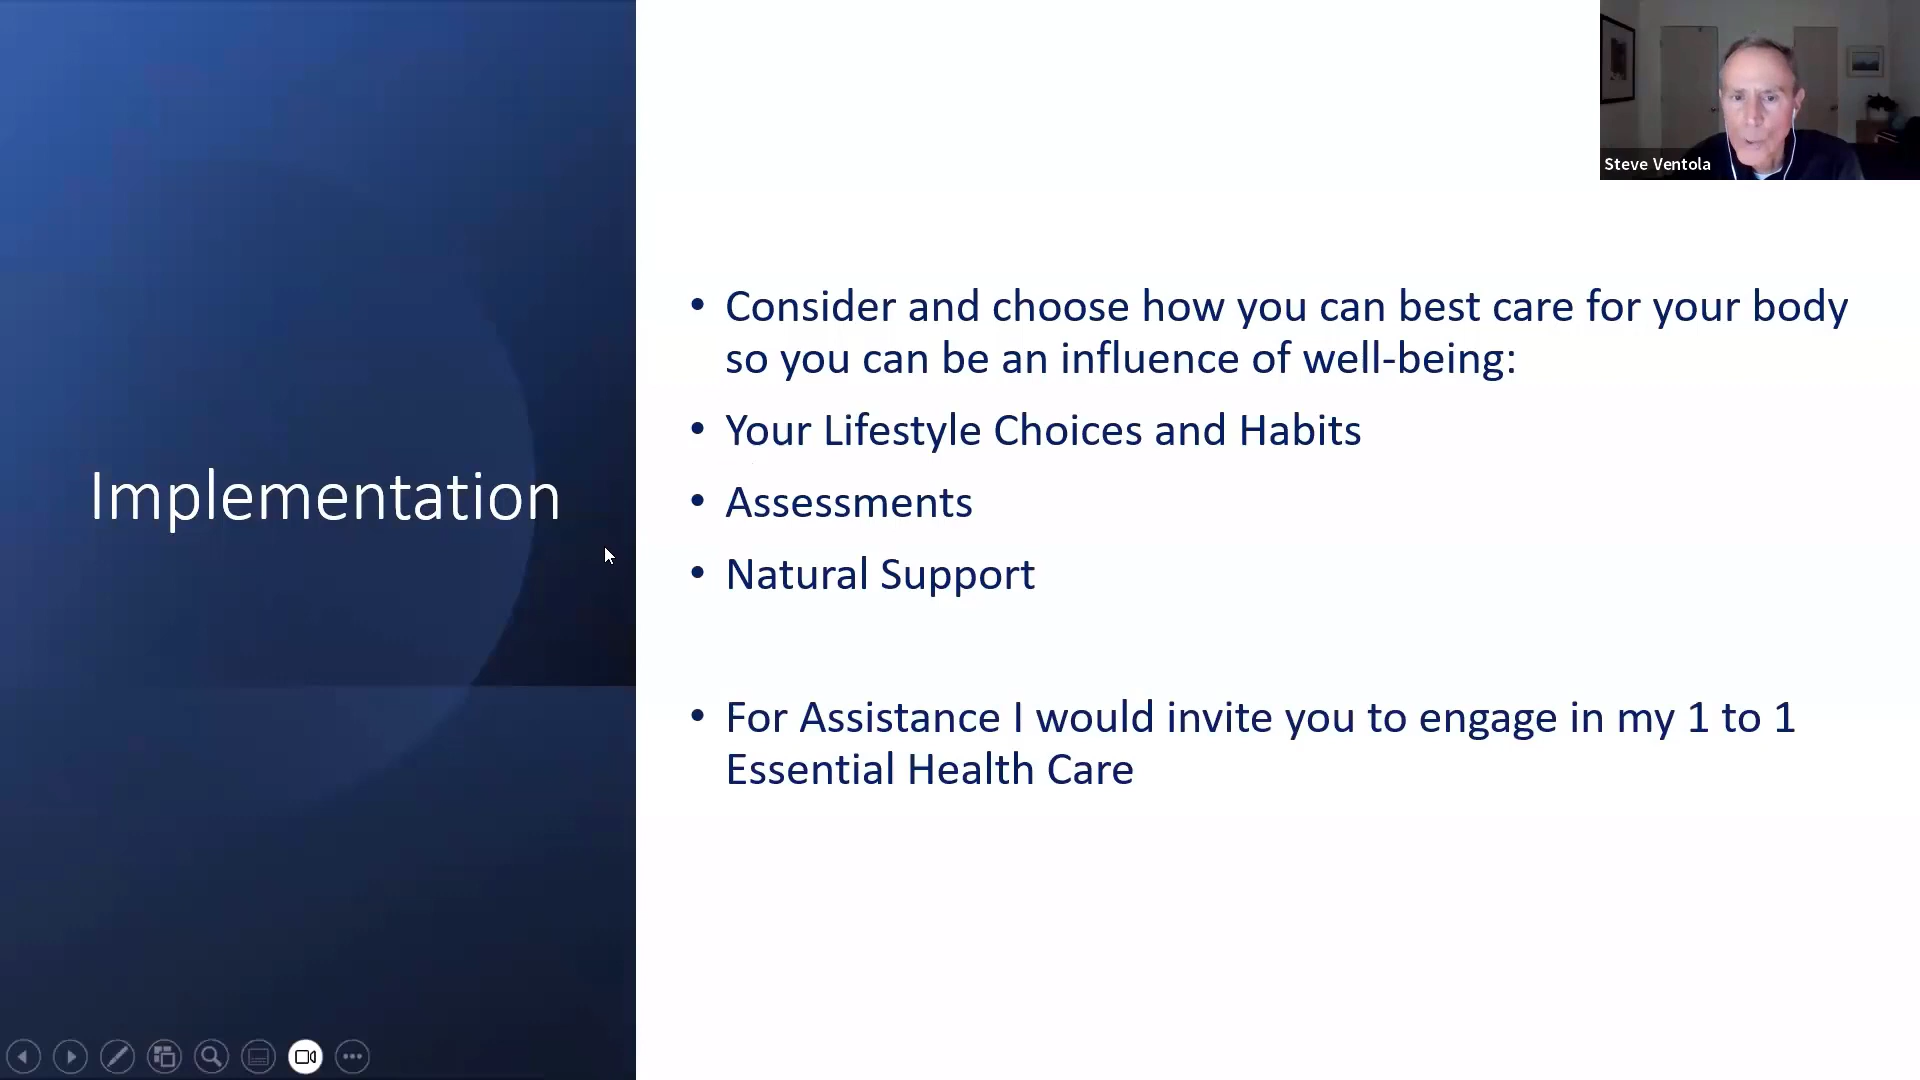 Steve Ventola
Implementation
• Consider and choose how you can best care for your body
so you can be an influence of well-being:
• Your Lifestyle Choices and Habits
• Assessments
• Natural Support
• For Assistance I would invite you to engage in my 1 to 1
Essential Health Care